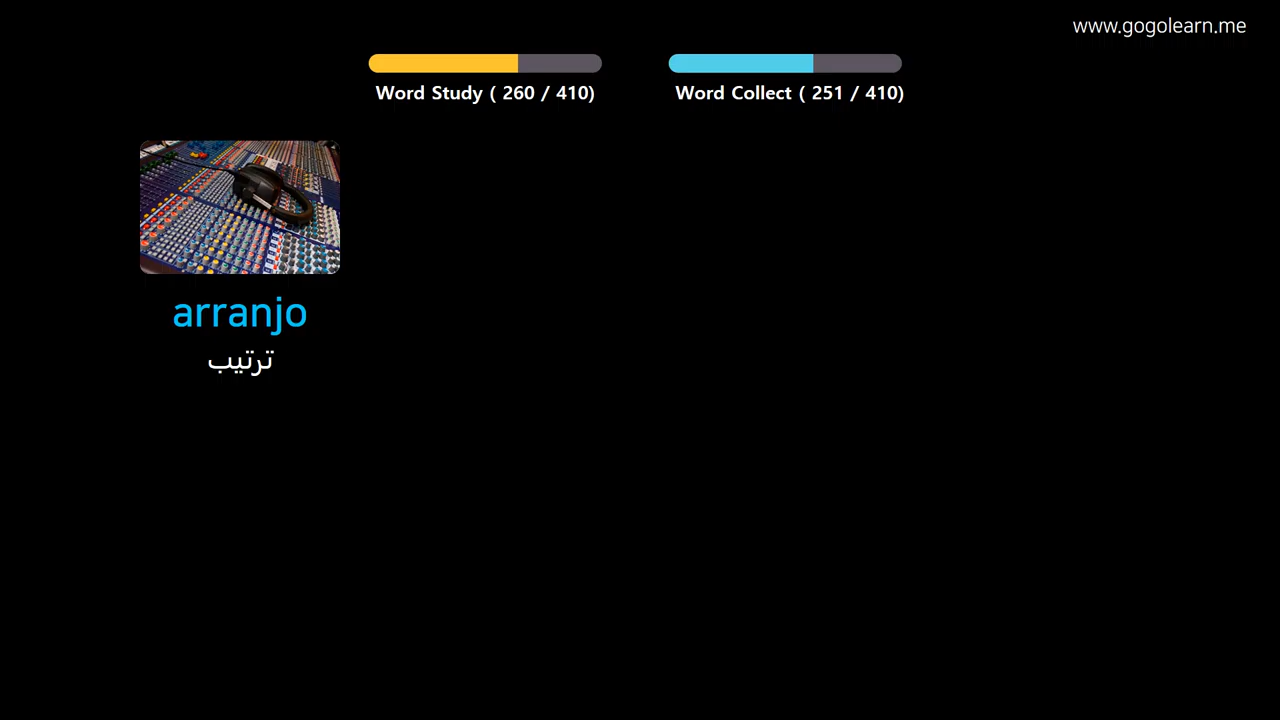 www.gogolearn.me
Word Study ( 260 / 410)
Word Collect ( 251 / 410)
arranjo
ترتيب